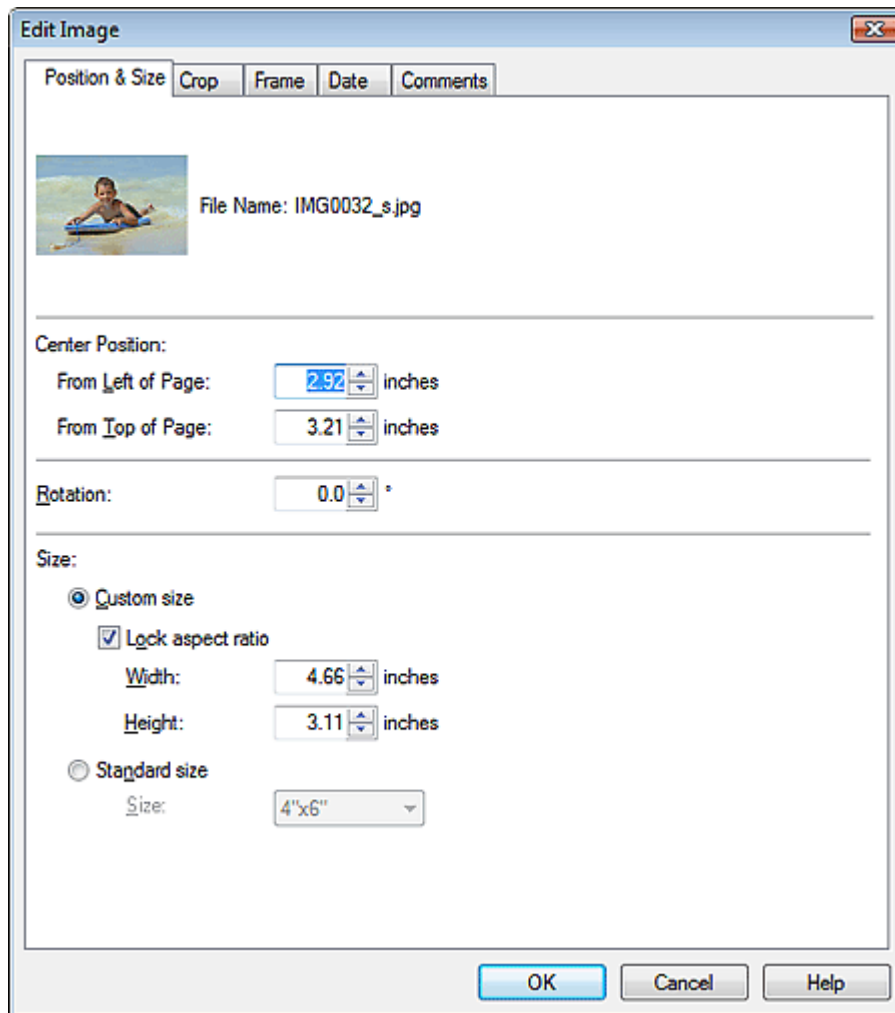 Edit Image
Position & Size Crop Frame Date Comments
File Name: IMG0032_s.jpg
Center Position:
From Left of Page: 2.92 inches
From Top of Page: 3.21 inches
Rotation: 0.0 °
Size:
Custom size
Lock aspect ratio
Width: 4.66 inches
Height: 3.11 inches
Standard size
Size: 4"x6"
OK Cancel Help